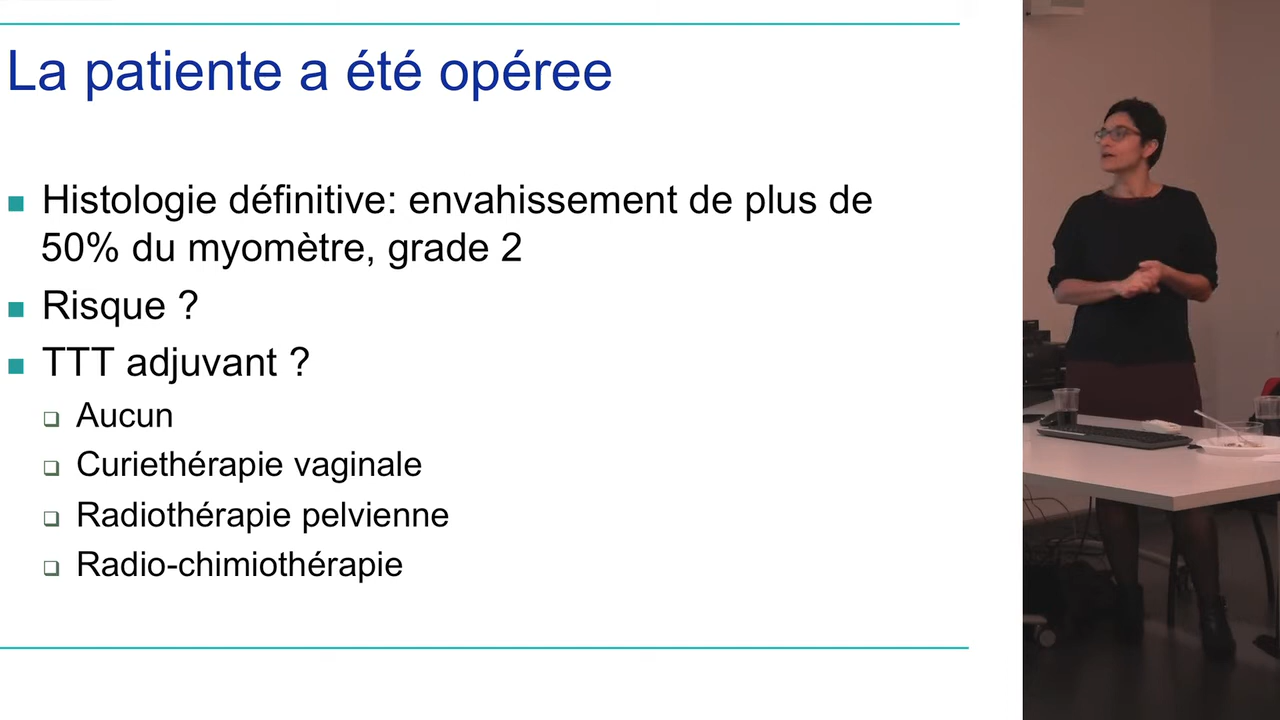 La patiente a été opéree
Histologie définitive: envahissement de plus de
50% du myomètre, grade 2
Risque ?
TTT adjuvant ?
Aucun
Curiethérapie vaginale
Radiothérapie pelvienne
Radio-chimiothérapie